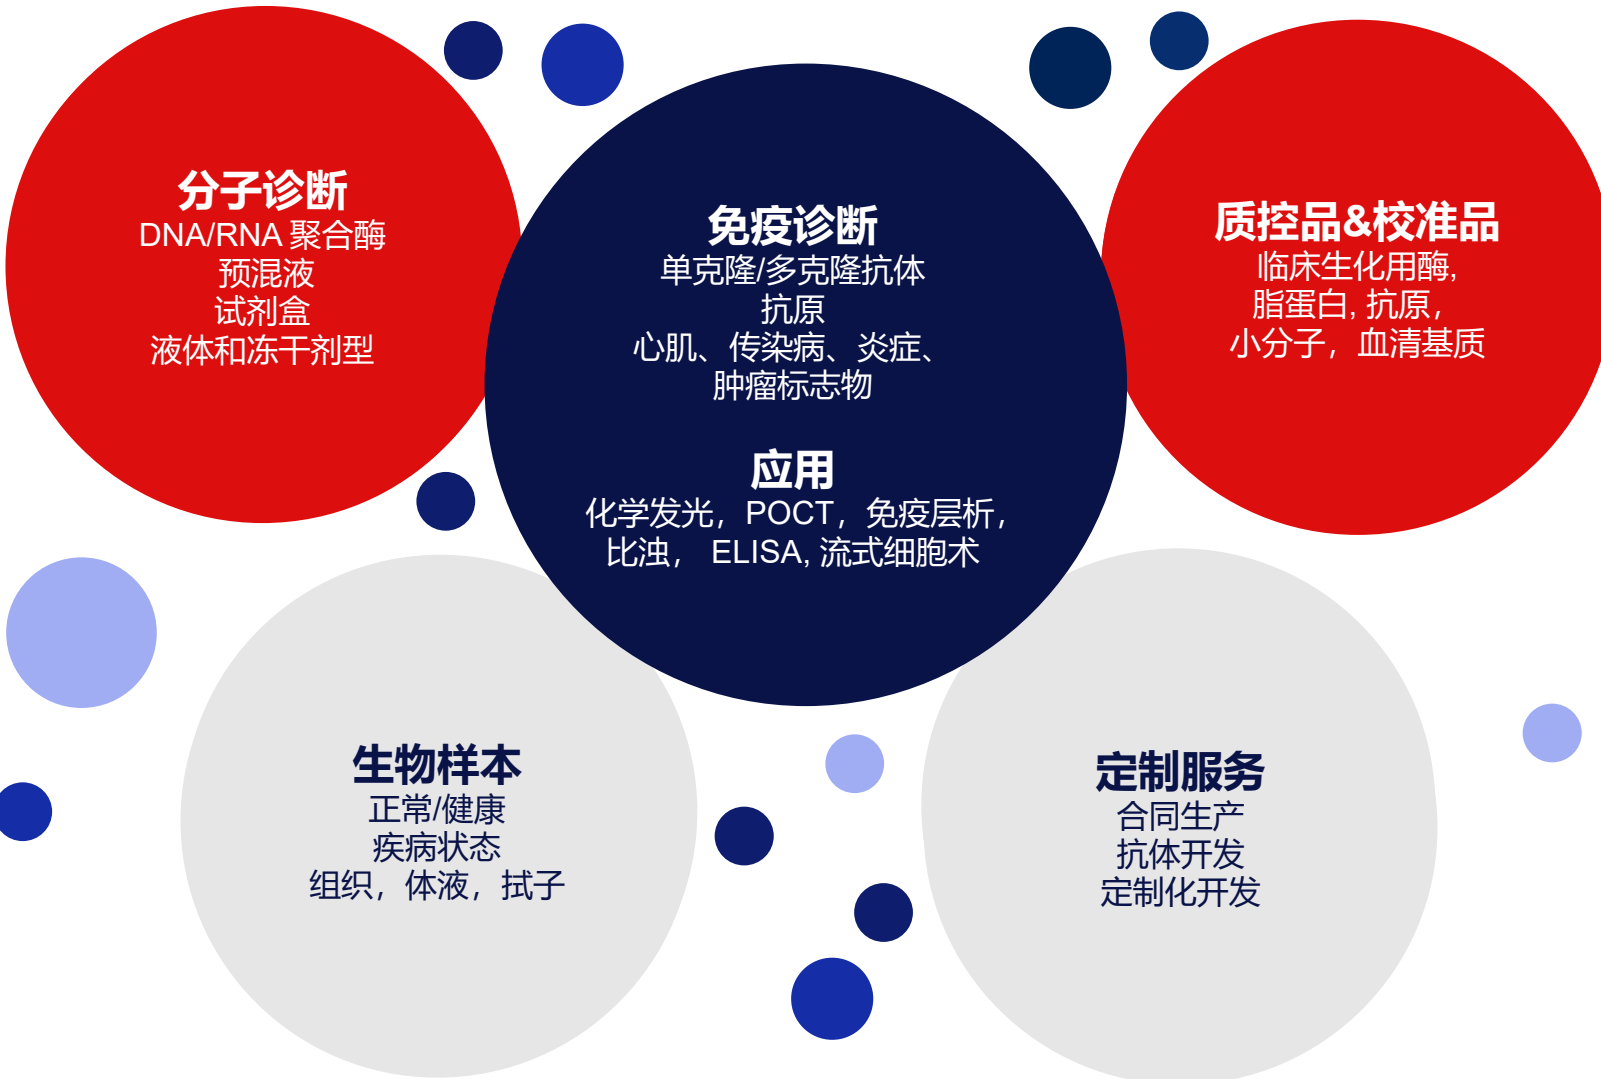 分子诊断
DNA/RNA 聚合酶
预混液
试剂盒
液体和冻干剂型
免疫诊断
单克隆/多克隆抗体
抗原
心肌、传染病、炎症、
肿瘤标志物
应用
化学发光，POCT，免疫层析，
比浊， ELISA, 流式细胞术
质控品&校准品
临床生化用酶,
脂蛋白, 抗原，
小分子，血清基质
生物样本
正常/健康
疾病状态
组织，体液，拭子
定制服务
合同生产
抗体开发
定制化开发